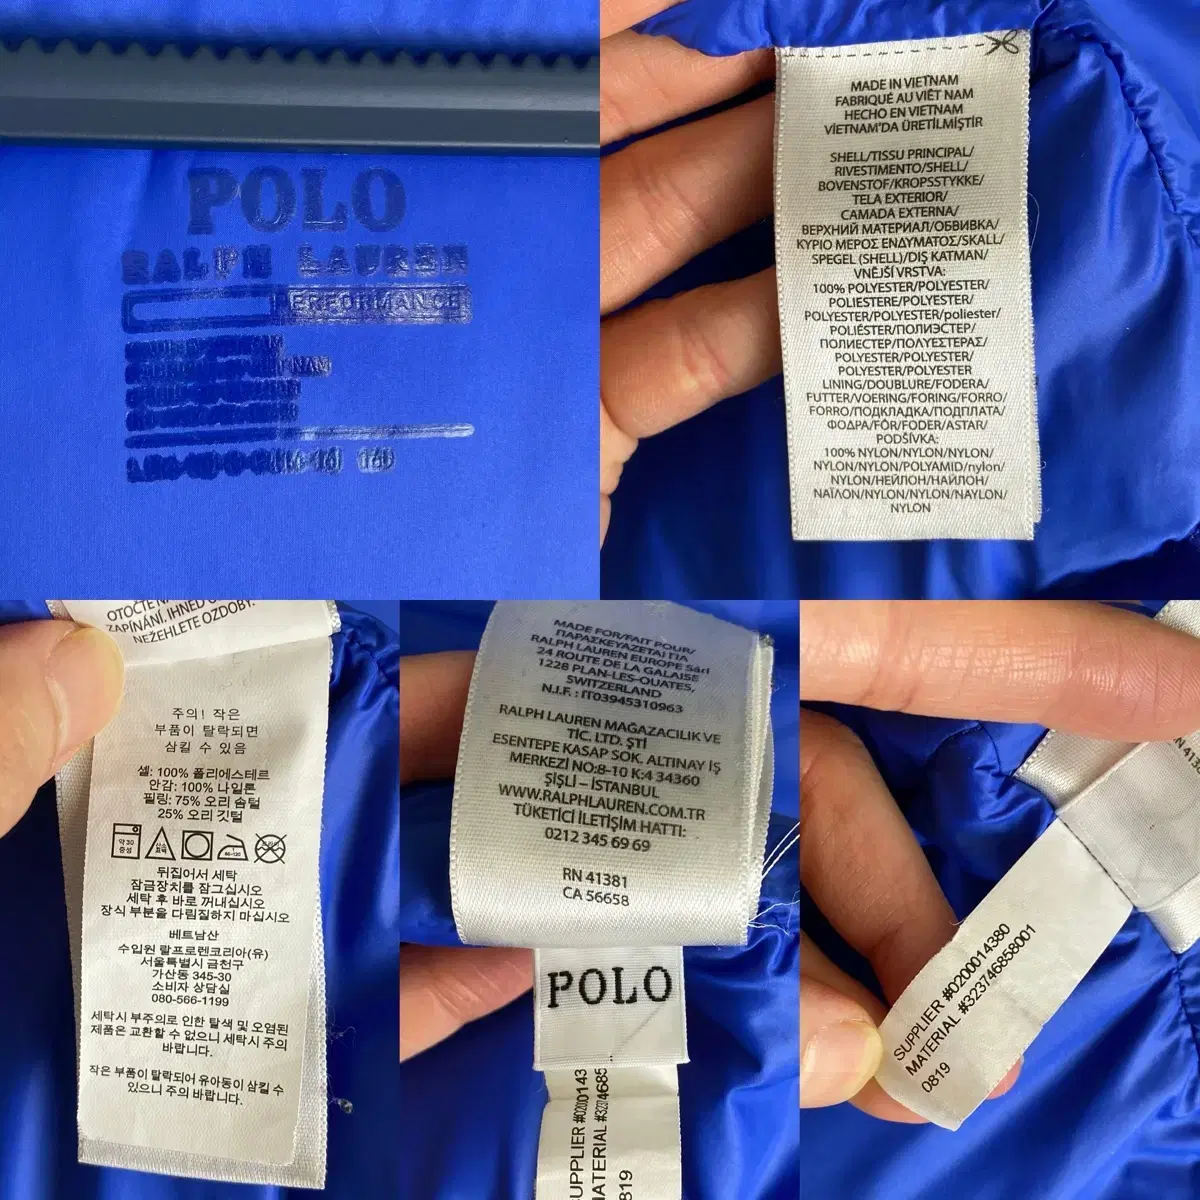 POLO
RALPH LAUREN
PERFORMANCE
MADE IN VIETNAM
FABRIQUÉ AU VIÊT NAM
HECHO EN VIETNAM
VİETNAM'DA ÜRETİLMİŞTİR
SHELL/TISSU PRINCIPAL/
RIVESTIMENTO/SHELL/
BOVENSTOF/KROPSSTYKKE/
TELA EXTERIOR/
CAMADA EXTERNA/
ВЕРХНИЙ МАТЕРИАЛ/ОБВИВКА/
ΚΥΡΙΟ ΜΕΡΟΣ ΕΝΔΥΜΑΤΟΣ/SKALL/
SPEGEL (SHELL)/DIŞ KATMAN/
VNĚJŠÍ VRSTVA:
100% POLYESTER/POLYESTER/
POLIESTERE/POLYESTER/
POLYESTER/POLYESTER/poliester/
POLIÉSTER/ПОЛИЭСТЕР/
ПОЛИЕСТЕР/ΠΟΛΥΕΣΤΕΡΑΣ/
POLYESTER/POLYESTER/
POLYESTER/POLYESTER
LINING/DOUBLURE/FODERA/
FUTTER/VOERING/FORING/FORRO/
FORRO/ПОДКЛАДКА/ПОДПЛАТА/
ΦΟΔΡΑ/FÔR/FODER/ASTAR/
PODŠÍVKA:
100% NYLON/NYLON/NYLON/
NYLON/NYLON/POLYAMID/nylon/
NYLON/НЕЙЛОН/НАЙЛОН/
ΝΑΪΛΟΝ/NYLON/NYLON/NAYLON/
NYLON
OTOČTE N
ZAPÍNÁNÍ. IHNED
NEŽEHLETE OZDOBY.
주의! 작은
부품이 탈락되면
삼킬 수 있음
쉘: 100% 폴리에스테르
안감: 100% 나일론
필링: 75% 오리 솜털
25% 오리 깃털
약 30
중성
80-120
뒤집어서 세탁
잠금장치를 잠그십시오
세탁 후 바로 꺼내십시오
장식 부분을 다림질하지 마십시오
베트남산
수입원 랄프로렌코리아(유)
서울특별시 금천구
가산동 345-30
소비자 상담실
080-566-1199
세탁시 부주의로 인한 탈색 및 오염된
제품은 교환할 수 없으니 세탁시 주의
바랍니다.
작은 부품이 탈락되어 유아동이 삼킬 수
있으니 주의 바랍니다.
MADE FOR/FAIT POUR/
ΠΑΡΑΣΚΕΥΑΖΕΤΑΙ ΓΙΑ
RALPH LAUREN EUROPE Sàrl
24 ROUTE DE LA GALAISE
1228 PLAN-LES-OUATES,
SWITZERLAND
N.I.F. : IT03945310963
RALPH LAUREN MAĞAZACILIK VE
TİC. LTD. ŞTİ
ESENTEPE KASAP SOK. ALTINAY İŞ
MERKEZİ NO:8-10 K:4 34360
ŞİŞLİ – İSTANBUL
WWW.RALPHLAUREN.COM.TR
TÜKETİCİ İLETİŞİM HATTI:
0212 345 69 69
RN 41381
CA 56658
POLO
SUPPLIER #0200143
MATERIAL #32374685
819
SUPPLIER #0200014380
MATERIAL #323746858001
0819